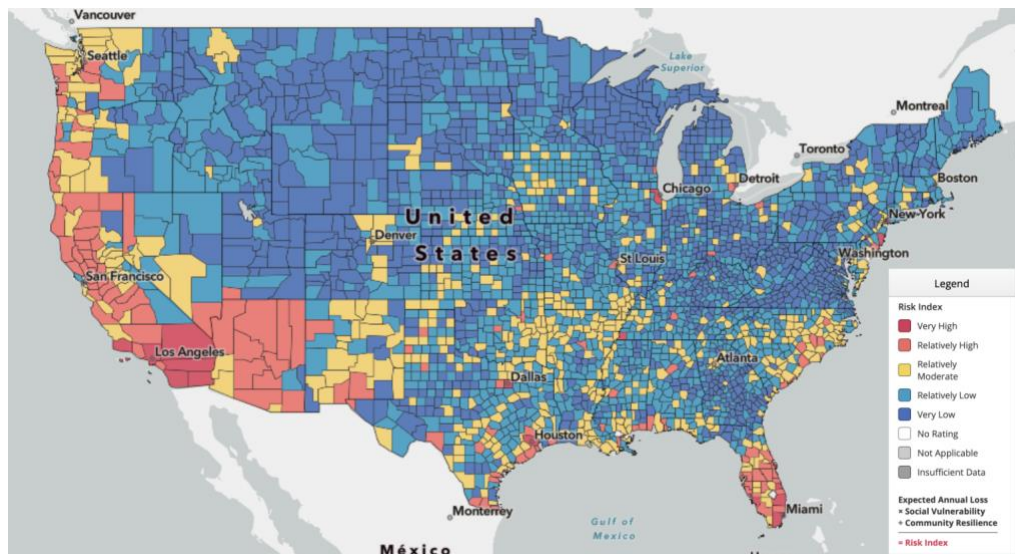 Vancouver
Seattle
Lake
Superior
Montreal
Toronto
Boston
Detroit
Chicago
New York
United
Denver
States
St Louis
Washington
San Francisco
Los Angeles
Atlanta
Dallas
Houston
Miami
Monterrey
Gulf of
Mexico
México
Legend
Risk Index
Very High
Relatively High
Relatively
Moderate
Relatively Low
Very Low
No Rating
Not Applicable
Insufficient Data
Expected Annual Loss
× Social Vulnerability
÷ Community Resilience
= Risk Index